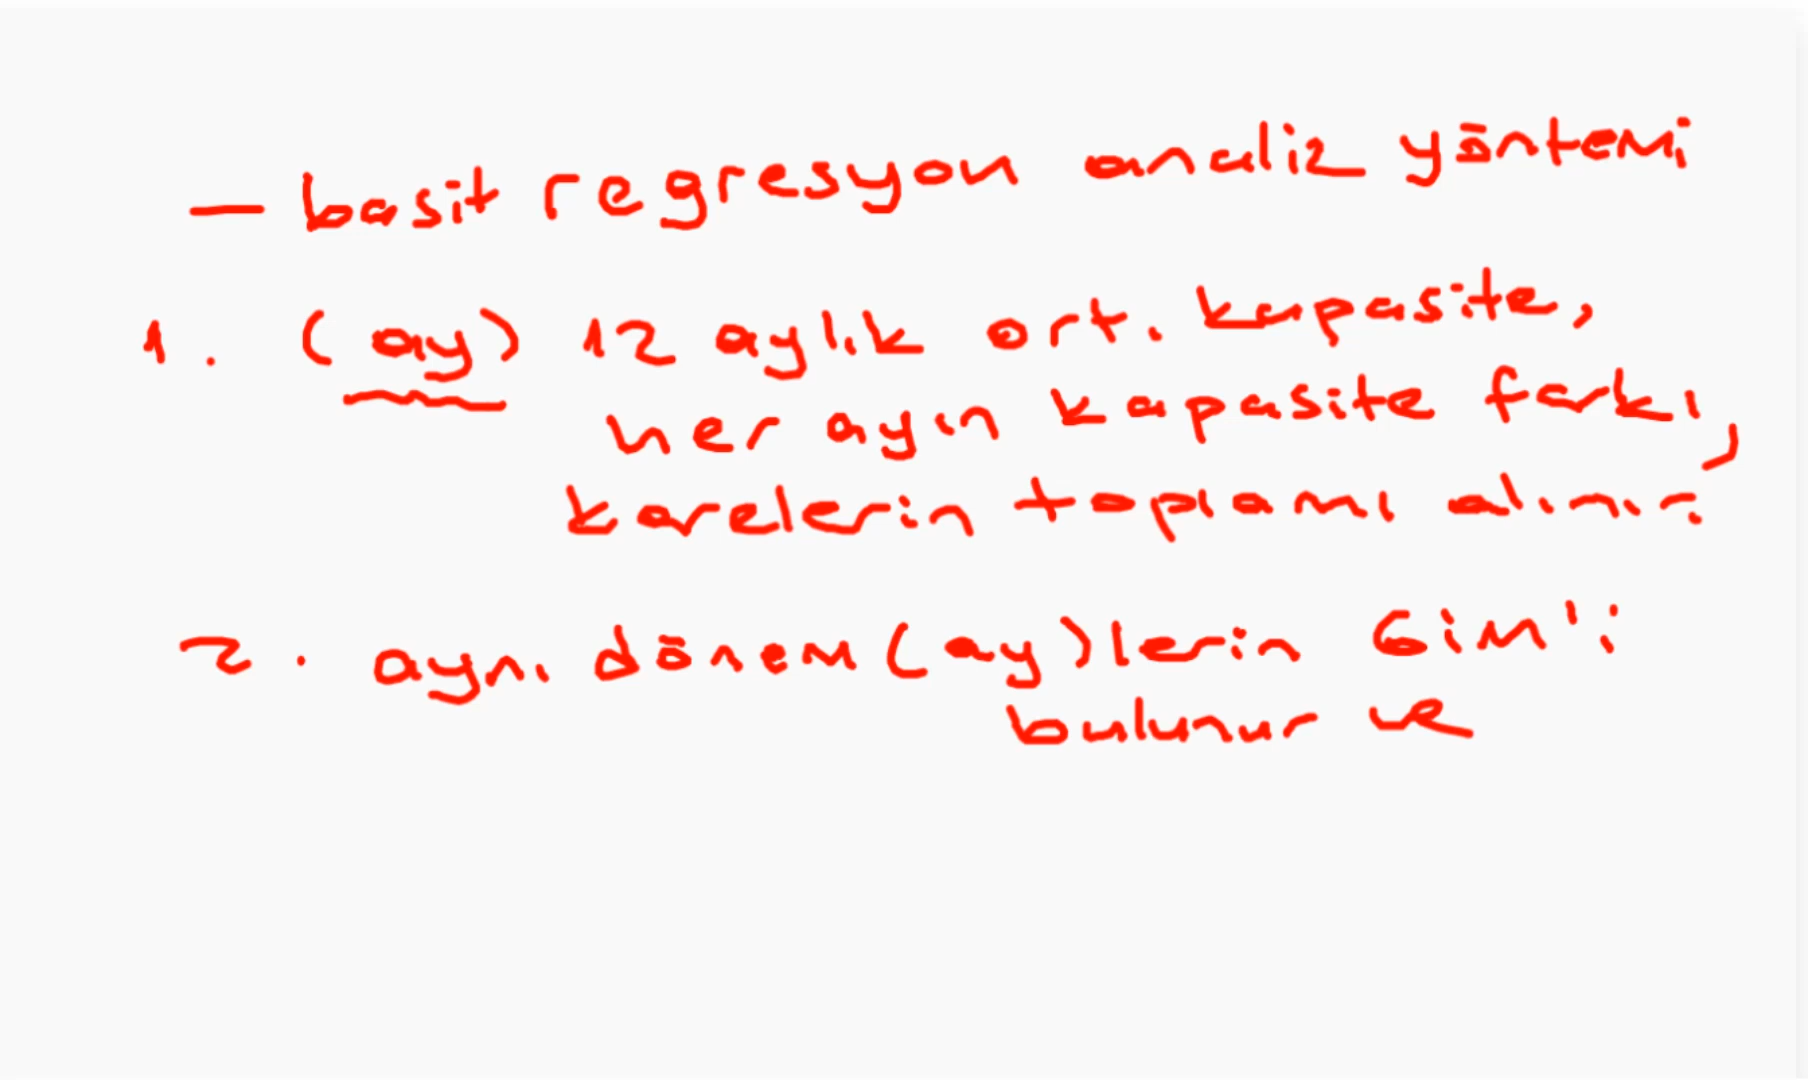 — basit regresyon analiz yöntemi
1. (ay) 12 aylık ort. kapasite,
her ayın kapasite farkı,
karelerin toplamı alınır.
2. aynı dönem (ay)lerin GİM'i
bulunur ve